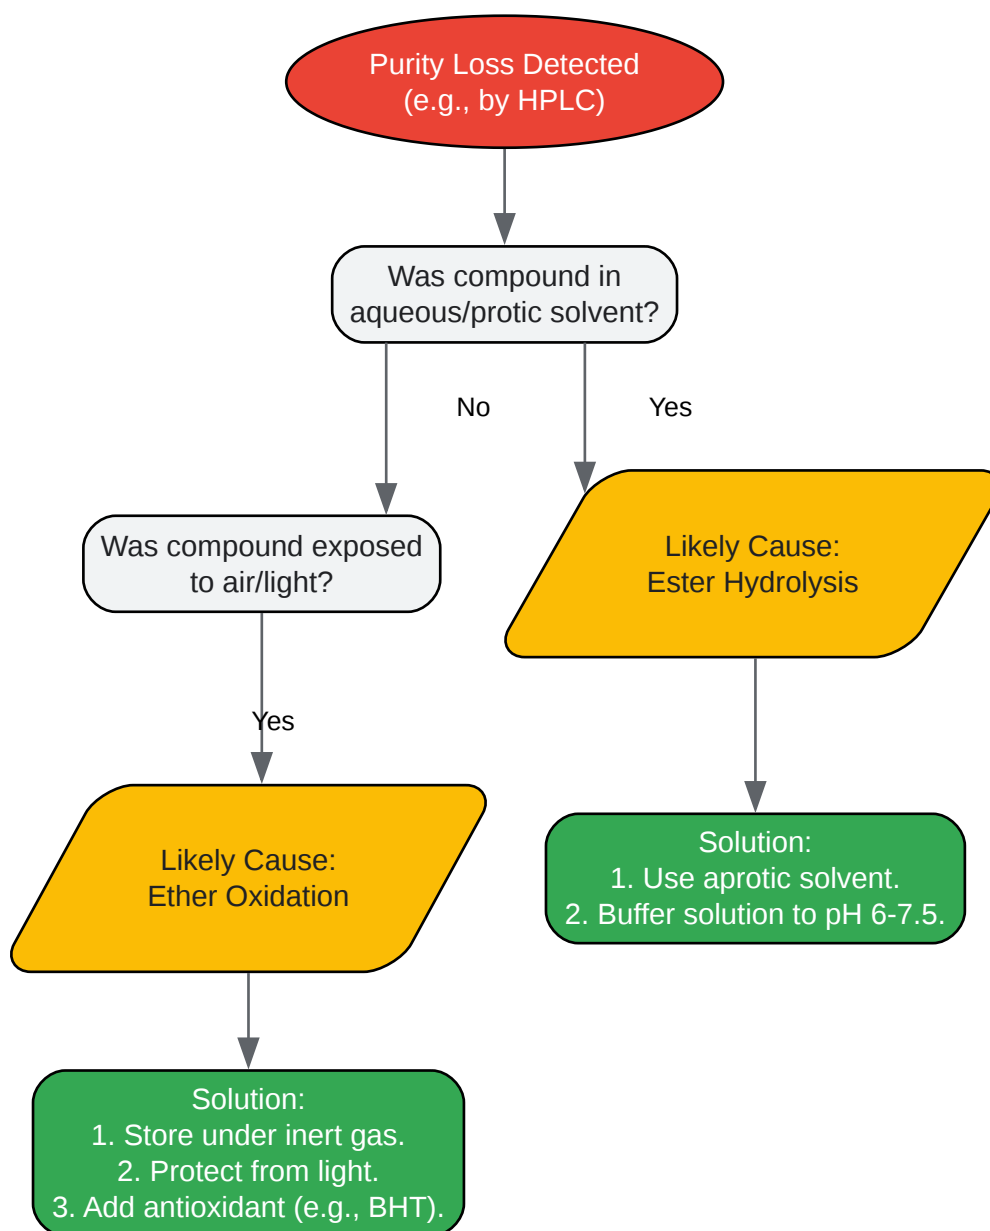 Purity Loss Detected
(e.g., by HPLC)
Was compound in
aqueous/protic solvent?
No
Yes
Was compound exposed
to air/light?
Likely Cause:
Ester Hydrolysis
Yes
Likely Cause:
Ether Oxidation
Solution:
1. Use aprotic solvent.
2. Buffer solution to pH 6-7.5.
Solution:
1. Store under inert gas.
2. Protect from light.
3. Add antioxidant (e.g., BHT).